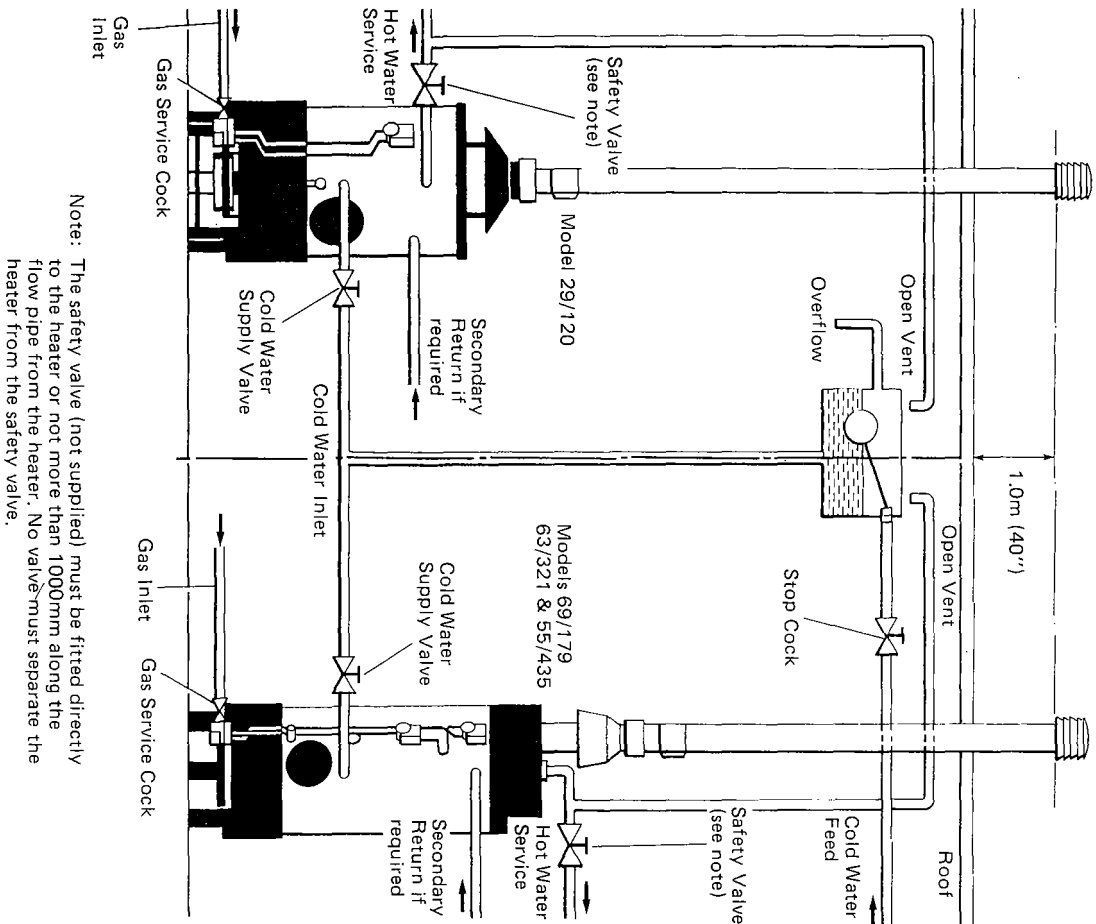 1.0m (40″)
Roof
Open Vent
Open Vent
Cold Water
Feed
Overflow
Stop Cock
Safety Valve
(see note)
Safety Valve
(see note)
Model 29/120
Models 69/179
63/321 & 55/435
Hot Water
Service
Hot Water
Service
Secondary
Return if
required
Cold Water
Supply Valve
Secondary
Return if
required
Cold Water Inlet
Cold Water
Supply Valve
Gas
Inlet
Gas Service Cock
Gas Inlet
Gas Service Cock
Note: The safety valve (not supplied) must be fitted directly
to the heater or not more than 1000mm along the
flow pipe from the heater. No valve must separate the
heater from the safety valve.